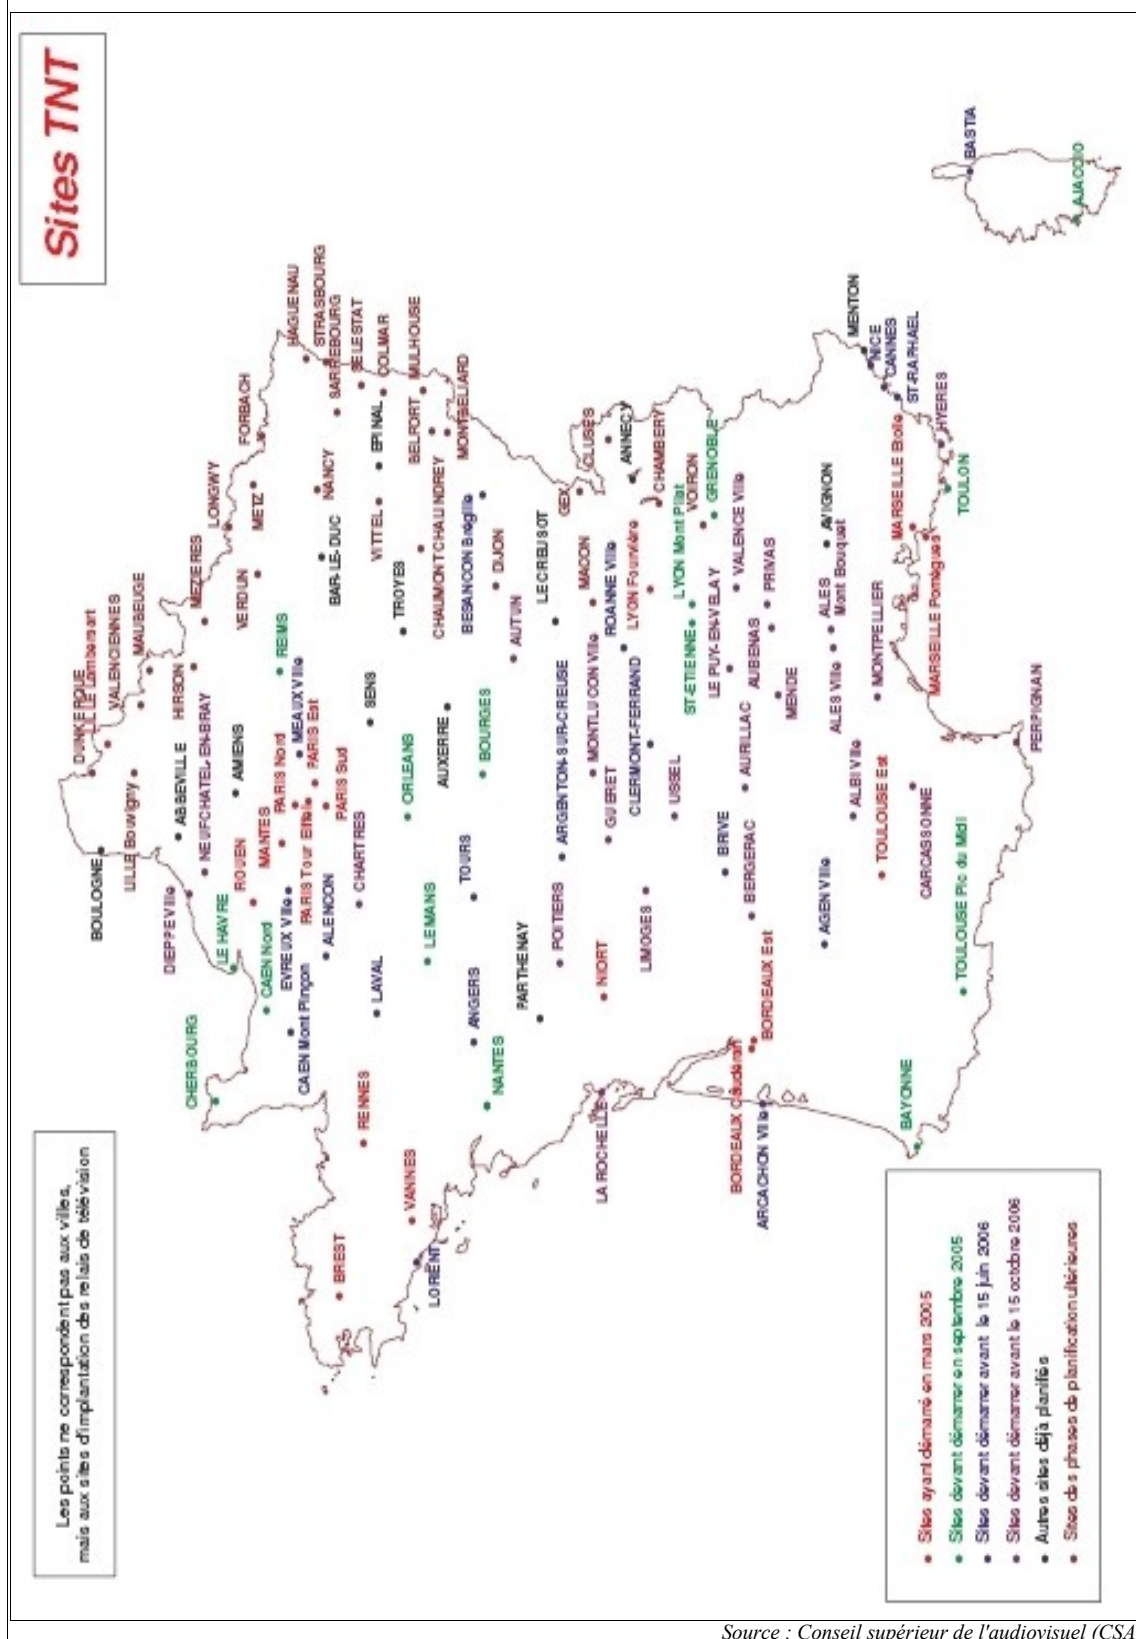 Sites TNT
Les points ne correspondent pas aux villes,
mais aux sites d'implantation des relais de télévision
DUNKERQUE
LILLE Lambersart
VALENCIENNES
MAUBEUGE
BOULOGNE
LILLE Bouvigny
HIRSON
MEZIERES
LONGWY
FORBACH
HAGUENAU
STRASBOURG
SARREBOURG
SELESTAT
COLMAR
MULHOUSE
DIEPPE Ville
ABBEVILLE
NEUFCHATEL-EN-BRAY
AMIENS
VERDUN
METZ
CHERBOURG
LE HAVRE
ROUEN
MANTES
PARIS Nord
MEAUX Ville
REIMS
NANCY
EPINAL
BELFORT
MONTBELIARD
CAEN Nord
EVREUX Ville
PARIS Tour Eiffel
PARIS Est
PARIS Sud
BAR-LE-DUC
VITTEL
CAEN Mont Pinçon
ALENCON
CHARTRES
SENS
TROYES
CHAUMONT CHALINDREY
BREST
RENNES
LAVAL
LE MANS
ORLEANS
AUXERRE
BESANCON Brégille
VANNES
LORIENT
ANGERS
TOURS
BOURGES
AUTUN
DIJON
NANTES
PARTHENAY
POITIERS
ARGENTON-SUR-CREUSE
LE CREUSOT
GEX
CLUSES
ANNECY
LA ROCHELLE
NIORT
GUERET
MONTLUCON Ville
MACON
ROANNE Ville
LYON Fourvière
CHAMBERY
LIMOGES
USSEL
CLERMONT-FERRAND
ST-ETIENNE
LYON Mont Pilat
VOIRON
GRENOBLE
BORDEAUX Caudéran
BORDEAUX Est
ARCACHON Ville
BERGERAC
BRIVE
AURILLAC
LE PUY-EN-VELAY
AUBENAS
PRIVAS
VALENCE Ville
MENDE
AGEN Ville
ALBI Ville
ALES Ville
ALES
Mont Bouquet
AVIGNON
MENTON
NICE
CANNES
ST-RAPHAEL
HYERES
TOULON
BAYONNE
TOULOUSE Est
TOULOUSE Pic du Midi
CARCASSONNE
MONTPELLIER
MARSEILLE Etoile
MARSEILLE Pomègues
PERPIGNAN
BASTIA
AJACCIO
Sites ayant démarré en mars 2005
Sites devant démarrer en septembre 2005
Sites devant démarrer avant le 15 juin 2006
Sites devant démarrer avant le 15 octobre 2006
Autres sites déjà planifiés
Sites des phases de planification ultérieures
Source : Conseil supérieur de l'audiovisuel (CSA